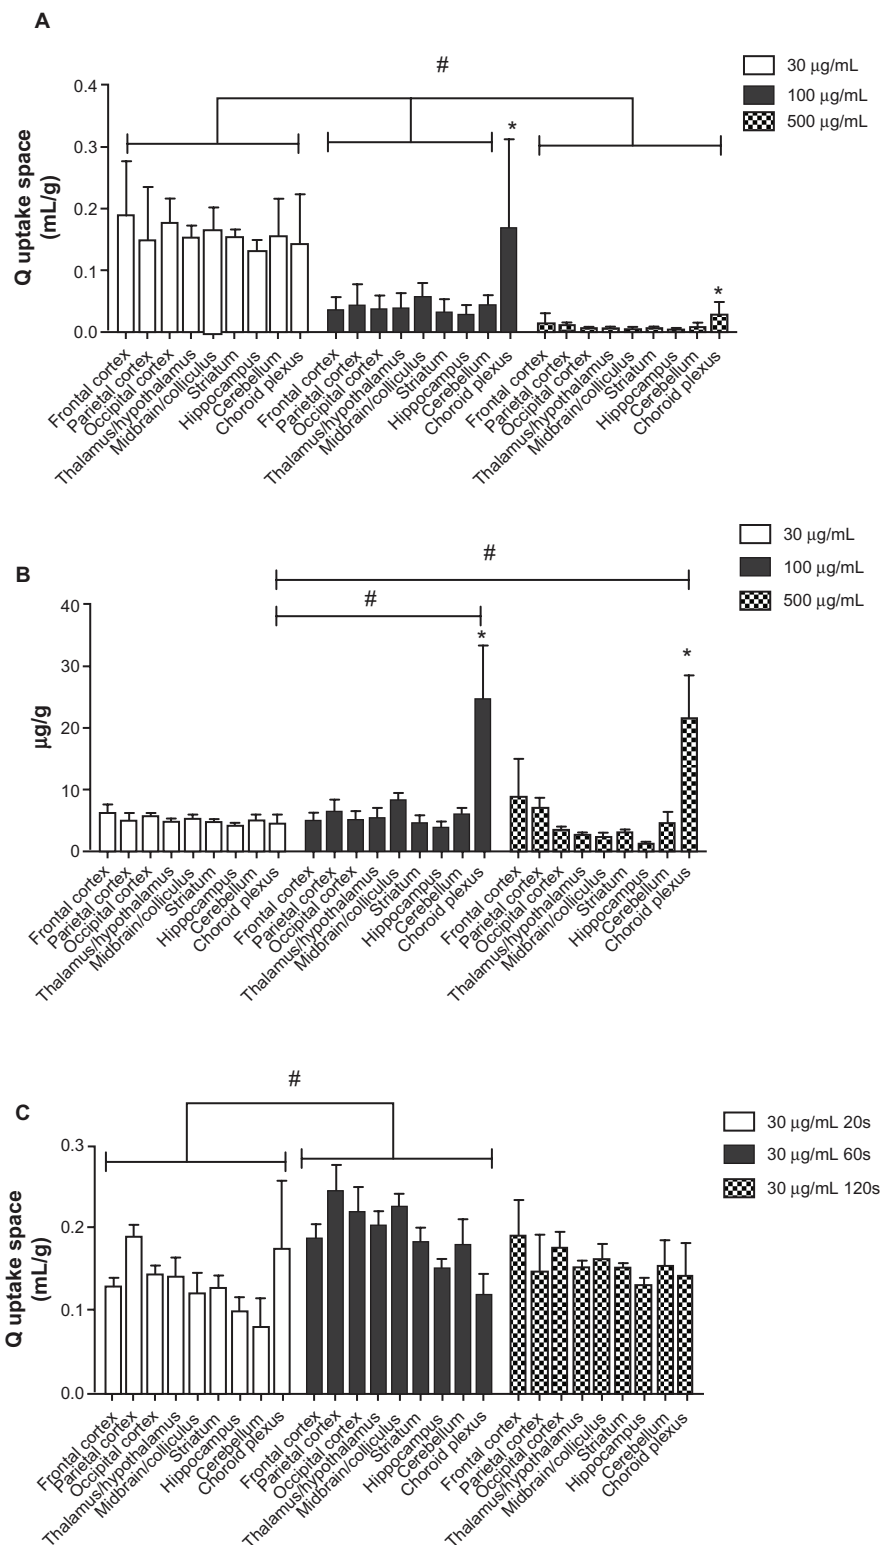 A
#
30 μg/mL
100 μg/mL
500 μg/mL
Q uptake space
(mL/g)
0.4
0.3
0.2
0.1
0.0
*
*
Frontal cortex
Parietal cortex
Occipital cortex
Thalamus/hypothalamus
Midbrain/colliculus
Striatum
Hippocampus
Cerebellum
Choroid plexus
Frontal cortex
Parietal cortex
Occipital cortex
Thalamus/hypothalamus
Midbrain/colliculus
Striatum
Hippocampus
Cerebellum
Choroid plexus
Frontal cortex
Parietal cortex
Occipital cortex
Thalamus/hypothalamus
Midbrain/colliculus
Striatum
Hippocampus
Cerebellum
Choroid plexus
B
#
#
30 μg/mL
100 μg/mL
500 μg/mL
μg/g
40
30
20
10
0
*
*
Frontal cortex
Parietal cortex
Occipital cortex
Thalamus/hypothalamus
Midbrain/colliculus
Striatum
Hippocampus
Cerebellum
Choroid plexus
Frontal cortex
Parietal cortex
Occipital cortex
Thalamus/hypothalamus
Midbrain/colliculus
Striatum
Hippocampus
Cerebellum
Choroid plexus
Frontal cortex
Parietal cortex
Occipital cortex
Thalamus/hypothalamus
Midbrain/colliculus
Striatum
Hippocampus
Cerebellum
Choroid plexus
C
#
30 μg/mL 20s
30 μg/mL 60s
30 μg/mL 120s
Q uptake space
(mL/g)
0.3
0.2
0.1
0.0
Frontal cortex
Parietal cortex
Occipital cortex
Thalamus/hypothalamus
Midbrain/colliculus
Striatum
Hippocampus
Cerebellum
Choroid plexus
Frontal cortex
Parietal cortex
Occipital cortex
Thalamus/hypothalamus
Midbrain/colliculus
Striatum
Hippocampus
Cerebellum
Choroid plexus
Frontal cortex
Parietal cortex
Occipital cortex
Thalamus/hypothalamus
Midbrain/colliculus
Striatum
Hippocampus
Cerebellum
Choroid plexus